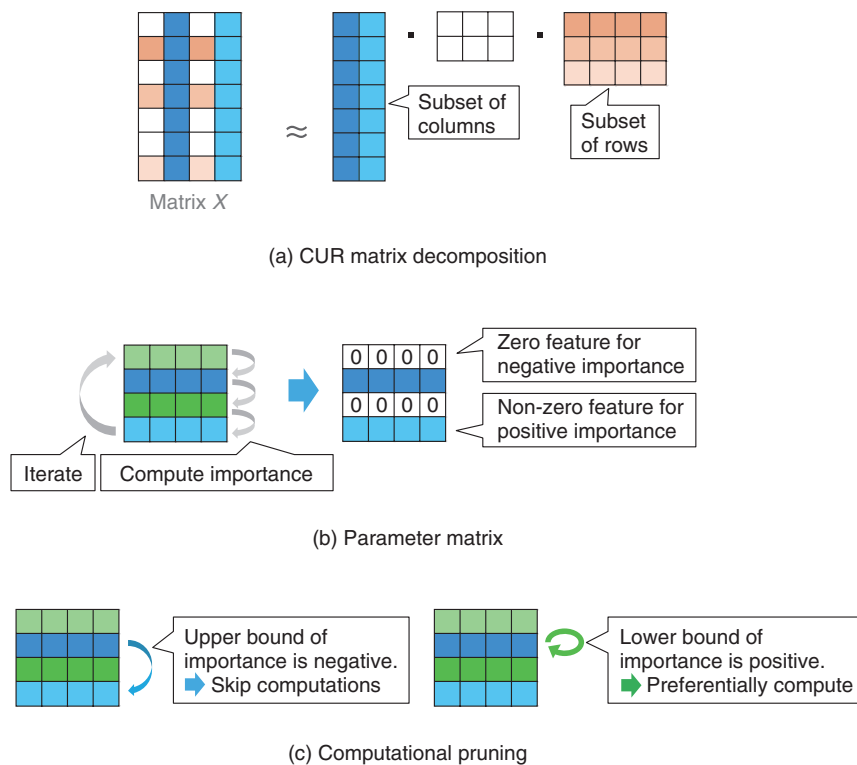 ≈
Subset of
columns
Subset
of rows
Matrix X
(a) CUR matrix decomposition
0 0 0 0
0 0 0 0
Zero feature for
negative importance
Non-zero feature for
positive importance
Iterate
Compute importance
(b) Parameter matrix
Upper bound of
importance is negative.
Skip computations
Lower bound of
importance is positive.
Preferentially compute
(c) Computational pruning